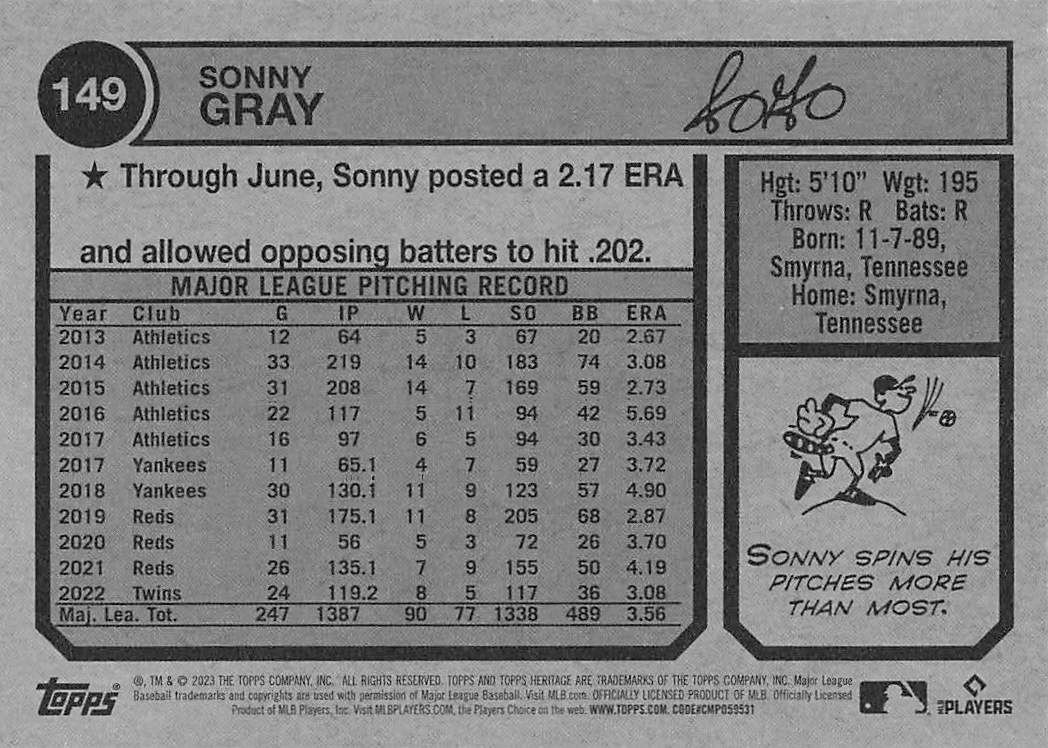 149
SONNY
GRAY
★ Through June, Sonny posted a 2.17 ERA
and allowed opposing batters to hit .202.
MAJOR LEAGUE PITCHING RECORD
Year Club G IP W L SO BB ERA
2013 Athletics 12 64 5 3 67 20 2.67
2014 Athletics 33 219 14 10 183 74 3.08
2015 Athletics 31 208 14 7 169 59 2.73
2016 Athletics 22 117 5 11 94 42 5.69
2017 Athletics 16 97 6 5 94 30 3.43
2017 Yankees 11 65.1 4 7 59 27 3.72
2018 Yankees 30 130.1 11 9 123 57 4.90
2019 Reds 31 175.1 11 8 205 68 2.87
2020 Reds 11 56 5 3 72 26 3.70
2021 Reds 26 135.1 7 9 155 50 4.19
2022 Twins 24 119.2 8 5 117 36 3.08
Maj. Lea. Tot. 247 1387 90 77 1338 489 3.56
Hgt: 5'10" Wgt: 195
Throws: R Bats: R
Born: 11-7-89,
Smyrna, Tennessee
Home: Smyrna,
Tennessee
SONNY SPINS HIS
PITCHES MORE
THAN MOST.
Topps®
®, TM & © 2023 THE TOPPS COMPANY, INC. ALL RIGHTS RESERVED. TOPPS AND TOPPS HERITAGE ARE TRADEMARKS OF THE TOPPS COMPANY, INC. Major League
Baseball trademarks and copyrights are used with permission of Major League Baseball. Visit MLB.com. OFFICIALLY LICENSED PRODUCT OF MLB. Officially Licensed
Product of MLB Players, Inc. Visit MLBPLAYERS.COM, the Players Choice on the web. WWW.TOPPS.COM. CODE#CMP059531
MLB PLAYERS